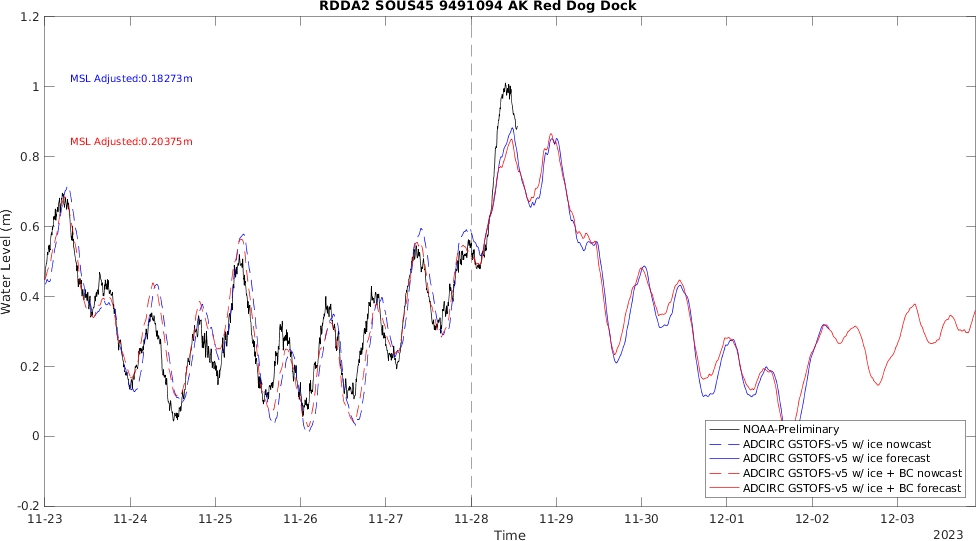 RDDA2 SOUS45 9491094 AK Red Dog Dock
1.2
1
0.8
0.6
0.4
0.2
0
-0.2
Water Level (m)
MSL Adjusted:0.18273m
MSL Adjusted:0.20375m
NOAA-Preliminary
ADCIRC GSTOFS-v5 w/ ice nowcast
ADCIRC GSTOFS-v5 w/ ice forecast
ADCIRC GSTOFS-v5 w/ ice + BC nowcast
ADCIRC GSTOFS-v5 w/ ice + BC forecast
11-23 11-24 11-25 11-26 11-27 11-28 11-29 11-30 12-01 12-02 12-03
Time
2023